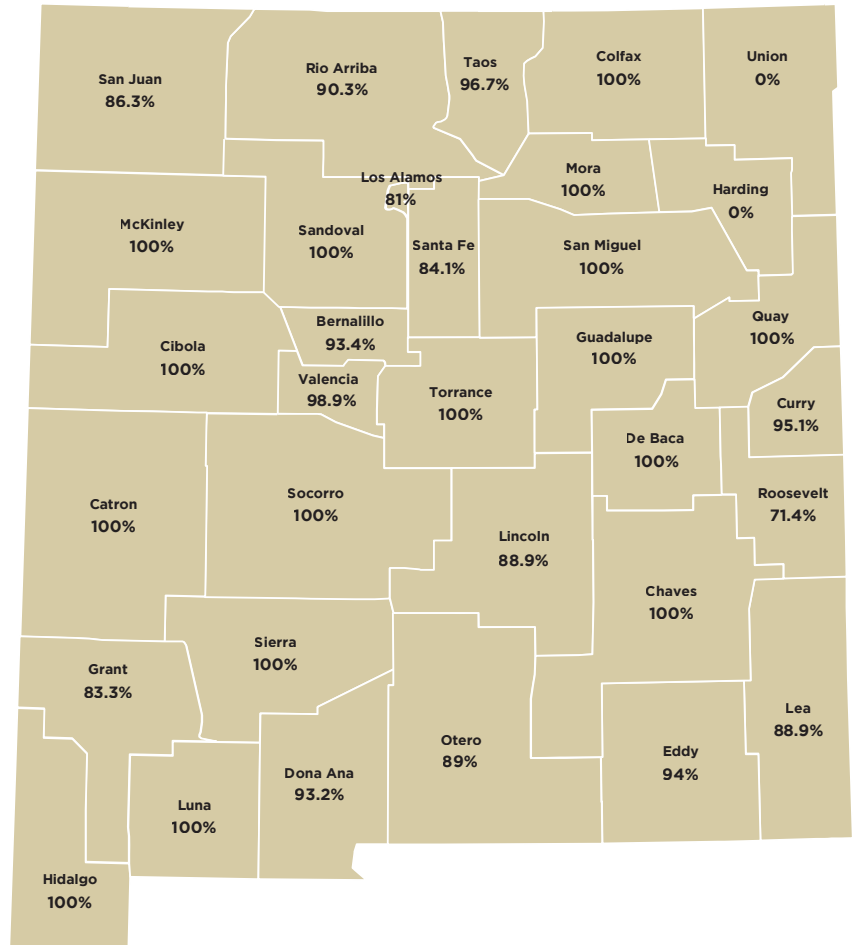 San Juan
86.3%
Rio Arriba
90.3%
Taos
96.7%
Colfax
100%
Union
0%
Los Alamos
81%
Mora
100%
Harding
0%
McKinley
100%
Sandoval
100%
Santa Fe
84.1%
San Miguel
100%
Cibola
100%
Bernalillo
93.4%
Valencia
98.9%
Torrance
100%
Guadalupe
100%
Quay
100%
Curry
95.1%
De Baca
100%
Roosevelt
71.4%
Catron
100%
Socorro
100%
Lincoln
88.9%
Chaves
100%
Sierra
100%
Grant
83.3%
Otero
89%
Eddy
94%
Lea
88.9%
Dona Ana
93.2%
Luna
100%
Hidalgo
100%